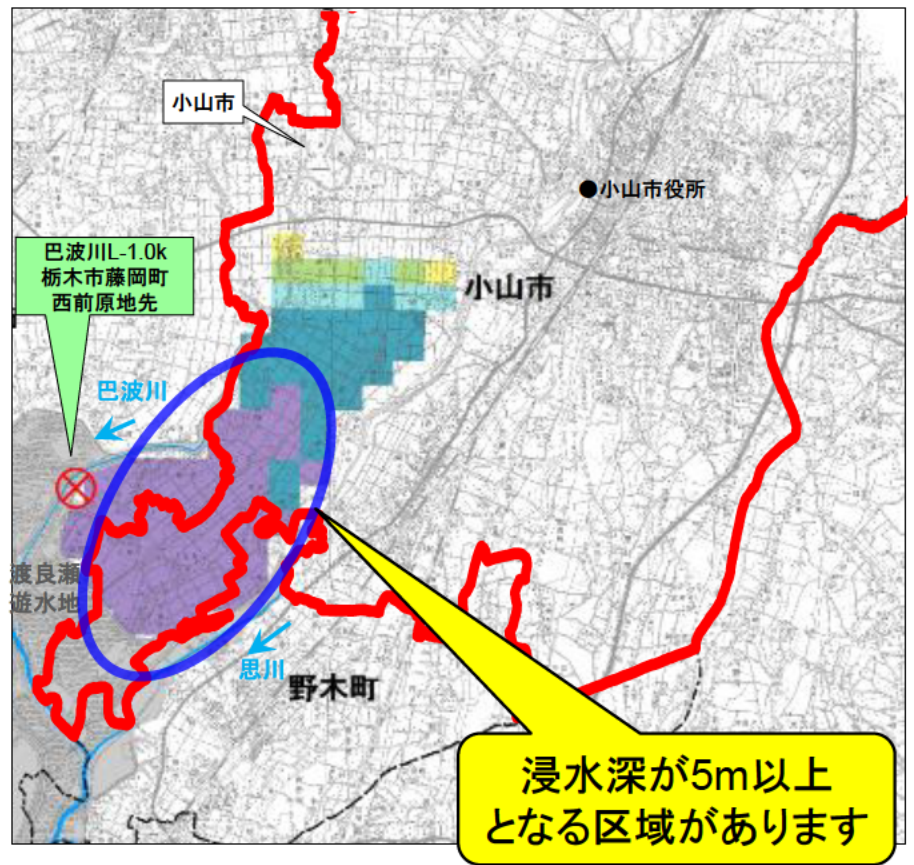 小山市
●小山市役所
巴波川L-1.0k
栃木市藤岡町
西前原地先
小山市
巴波川
渡良瀬
遊水地
思川
野木町
浸水深が5m以上
となる区域があります